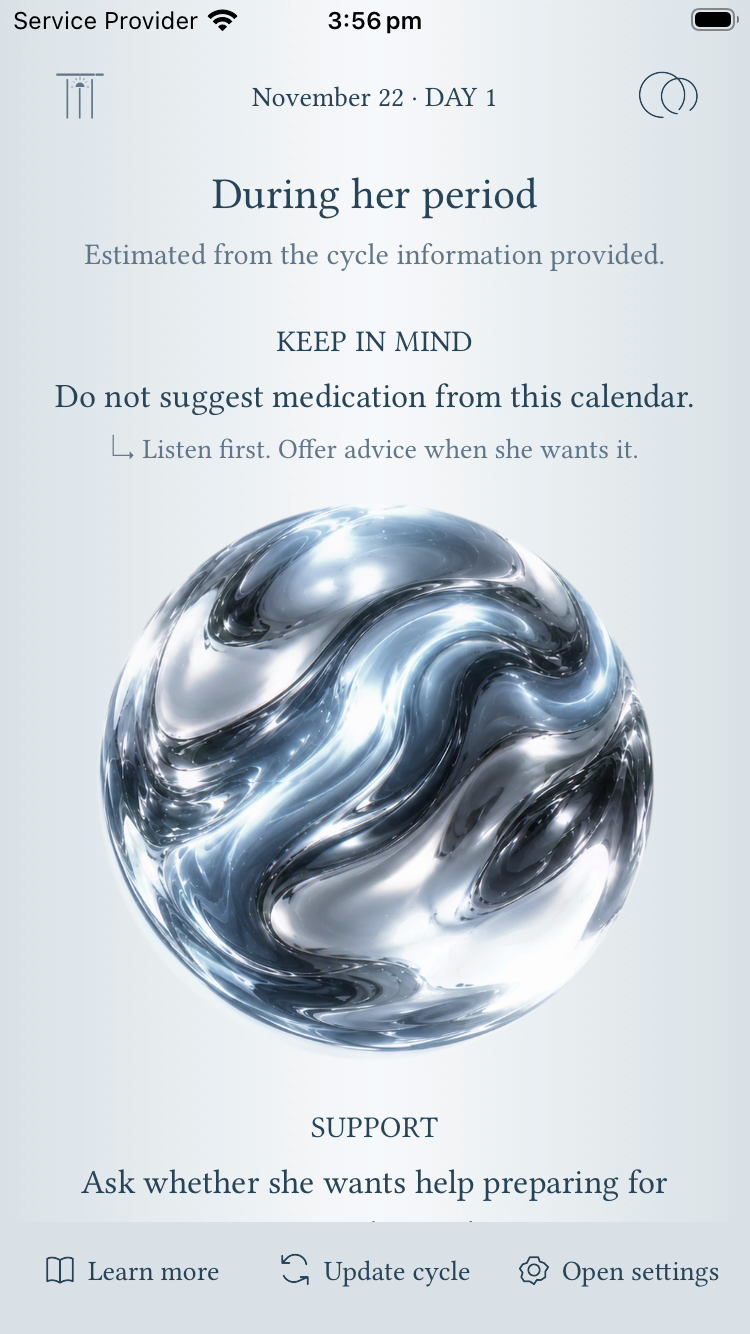 Service Provider 3:56 pm
November 22 · DAY 1
During her period
Estimated from the cycle information provided.
KEEP IN MIND
Do not suggest medication from this calendar.
Listen first. Offer advice when she wants it.
SUPPORT
Ask whether she wants help preparing for
Learn more Update cycle Open settings